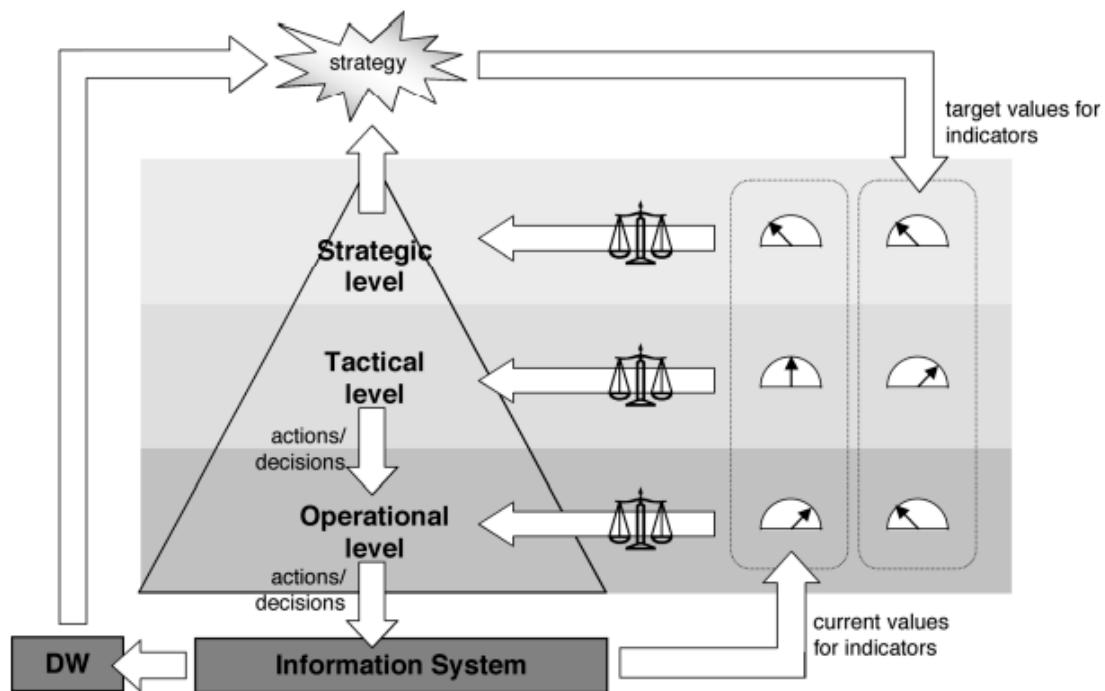 strategy
target values for
indicators
Strategic
level
Tactical
level
actions/
decisions
Operational
level
actions/
decisions
current values
for indicators
DW
Information System